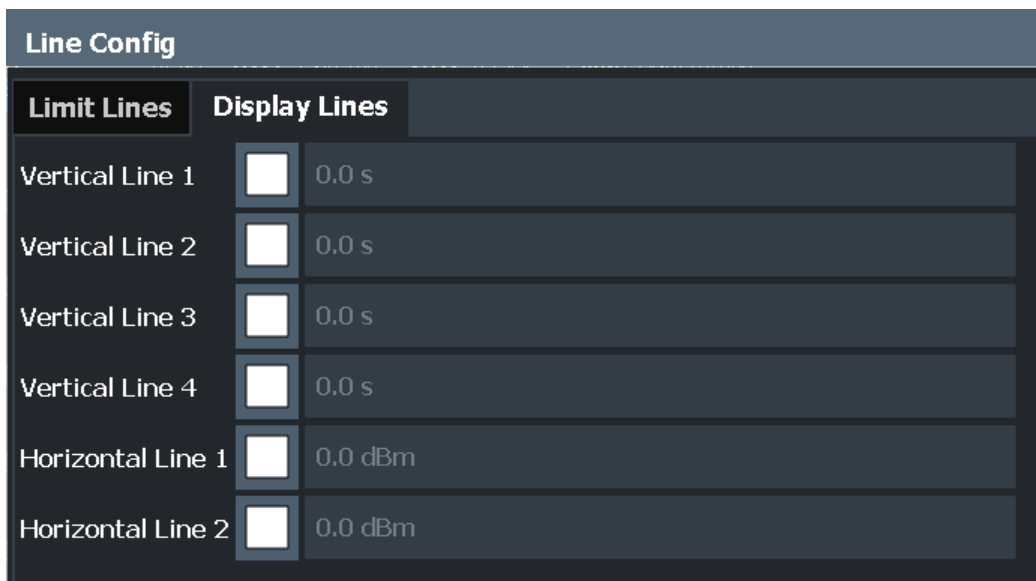 Line Config
Limit Lines Display Lines
Vertical Line 1 0.0 s
Vertical Line 2 0.0 s
Vertical Line 3 0.0 s
Vertical Line 4 0.0 s
Horizontal Line 1 0.0 dBm
Horizontal Line 2 0.0 dBm